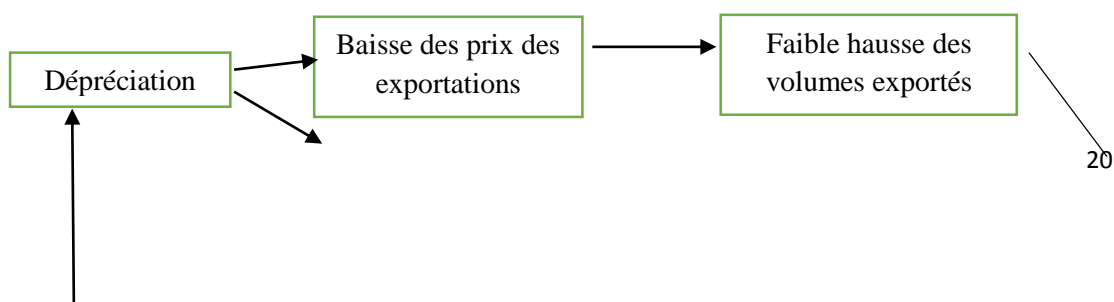 Dépréciation
Baisse des prix des
exportations
Faible hausse des
volumes exportés
20